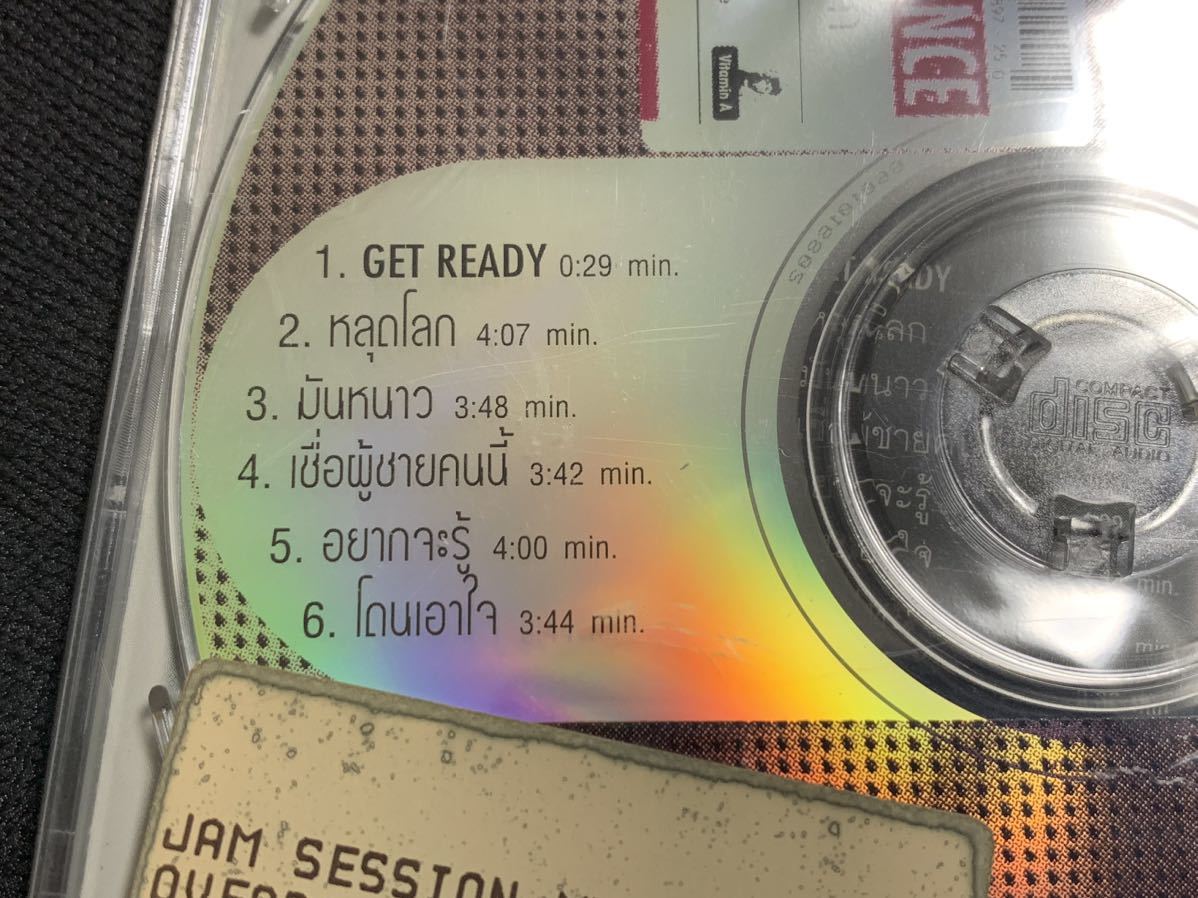 NCE
Vitamin A
1. GET READY 0:29 min.
2. หลุดโลก 4:07 min.
3. มันหนาว 3:48 min.
4. เชื่อผู้ชายคนนี้ 3:42 min.
5. อยากจะรู้ 4:00 min.
6. โดนเอาใจ 3:44 min.
COMPACT
disc
DIGITAL AUDIO
JAM SESSION